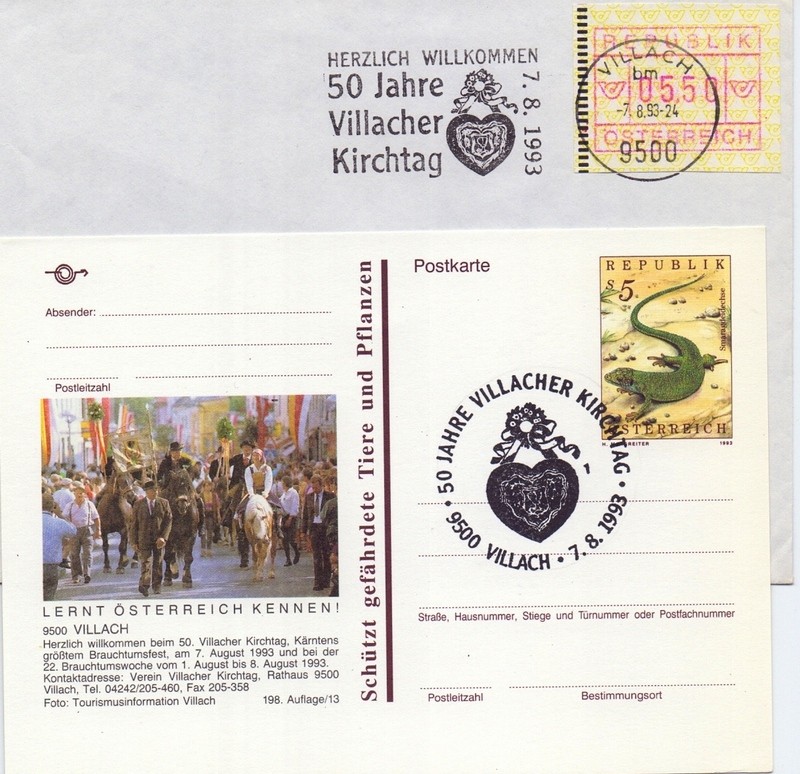 HERZLICH WILLKOMMEN
50 Jahre
Villacher
Kirchtag
7. 8. 1993
REPUBLIK
0550
ÖSTERREICH
VILLACH
bm
-7. 8.93-24
9500
Postkarte
Absender:
Postleitzahl
Schützt gefährdete Tiere und Pflanzen
REPUBLIK
S 5
Smaragdeidechse
ÖSTERREICH
1993
• 50 JAHRE VILLACHER KIRCHTAG •
9500 VILLACH • 7. 8. 1993
LERNT ÖSTERREICH KENNEN!
9500 VILLACH
Herzlich willkommen beim 50. Villacher Kirchtag, Kärntens
größtem Brauchtumsfest, am 7. August 1993 und bei der
22. Brauchtumswoche vom 1. August bis 8. August 1993.
Kontaktadresse: Verein Villacher Kirchtag, Rathaus 9500
Villach, Tel. 04242/205-460, Fax 205-358
Foto: Tourismusinformation Villach 198. Auflage/13
Straße, Hausnummer, Stiege und Türnummer oder Postfachnummer
Postleitzahl Bestimmungsort